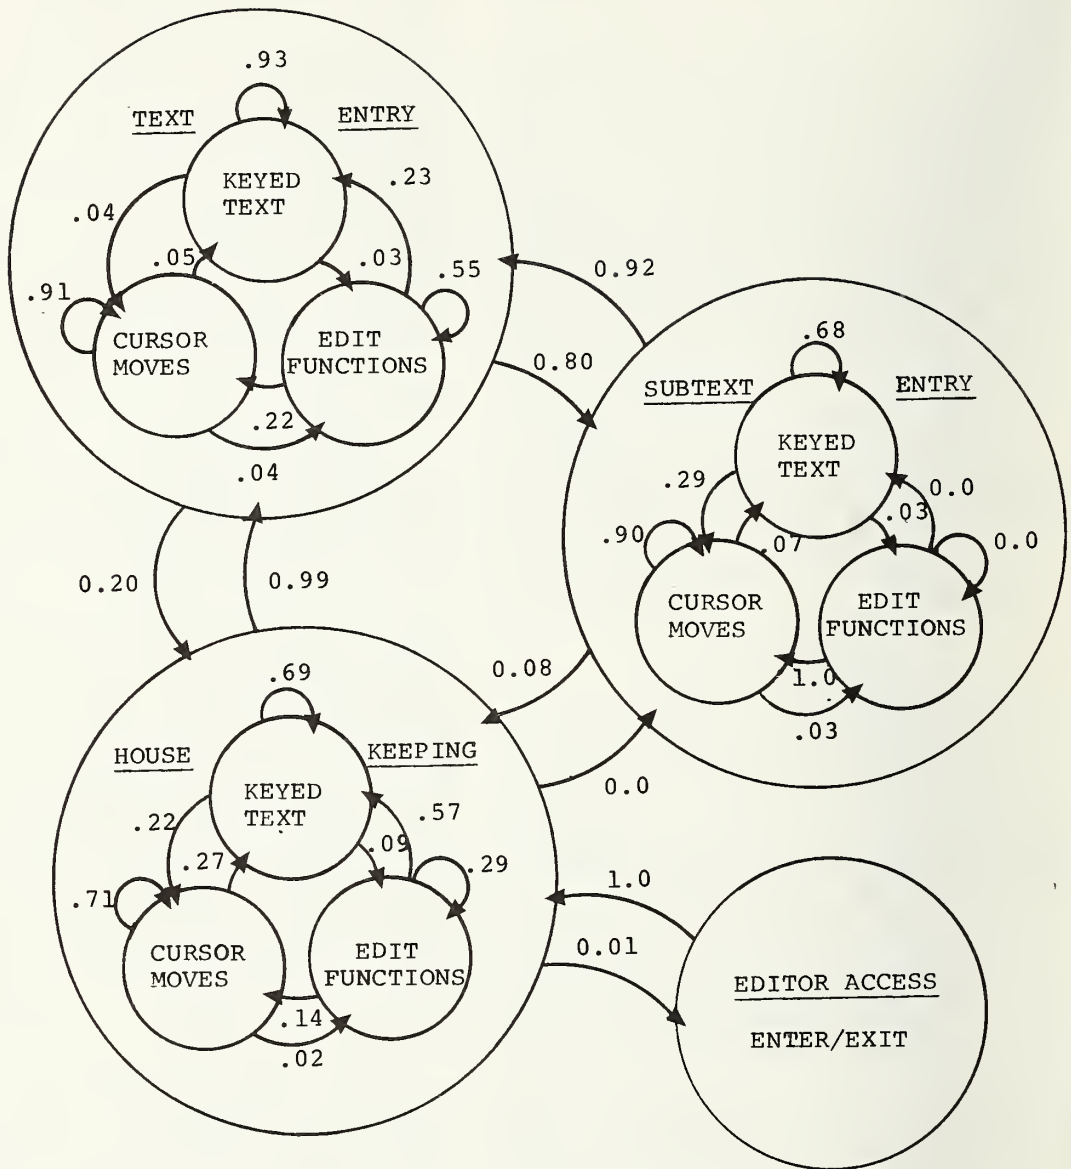 .93
TEXT ENTRY
KEYED
TEXT
.23
.04
.05
.03
.55
.91
CURSOR
MOVES
EDIT
FUNCTIONS
.22
.04
0.92
0.80
.68
SUBTEXT ENTRY
KEYED
TEXT
.29
0.0
.03
.90
.07
0.0
CURSOR
MOVES
EDIT
FUNCTIONS
1.0
.03
0.20
0.99
0.08
0.0
.69
HOUSE KEEPING
KEYED
TEXT
.22
.57
.09
.27
.29
.71
CURSOR
MOVES
EDIT
FUNCTIONS
.14
.02
1.0
0.01
EDITOR ACCESS
ENTER/EXIT